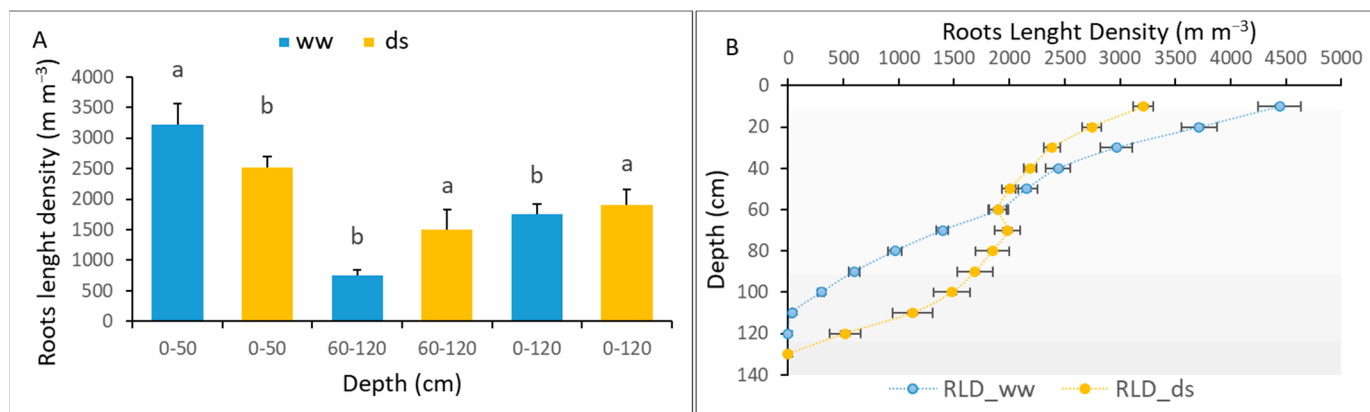 A
ww ds
Roots lenght density (m m⁻³)
4000
3500
3000
2500
2000
1500
1000
500
0
a
b
b
a
b
a
0-50 0-50 60-120 60-120 0-120 0-120
Depth (cm)
B
Roots Lenght Density (m m⁻³)
0 500 1000 1500 2000 2500 3000 3500 4000 4500 5000
Depth (cm)
0
20
40
60
80
100
120
140
RLD_ww RLD_ds